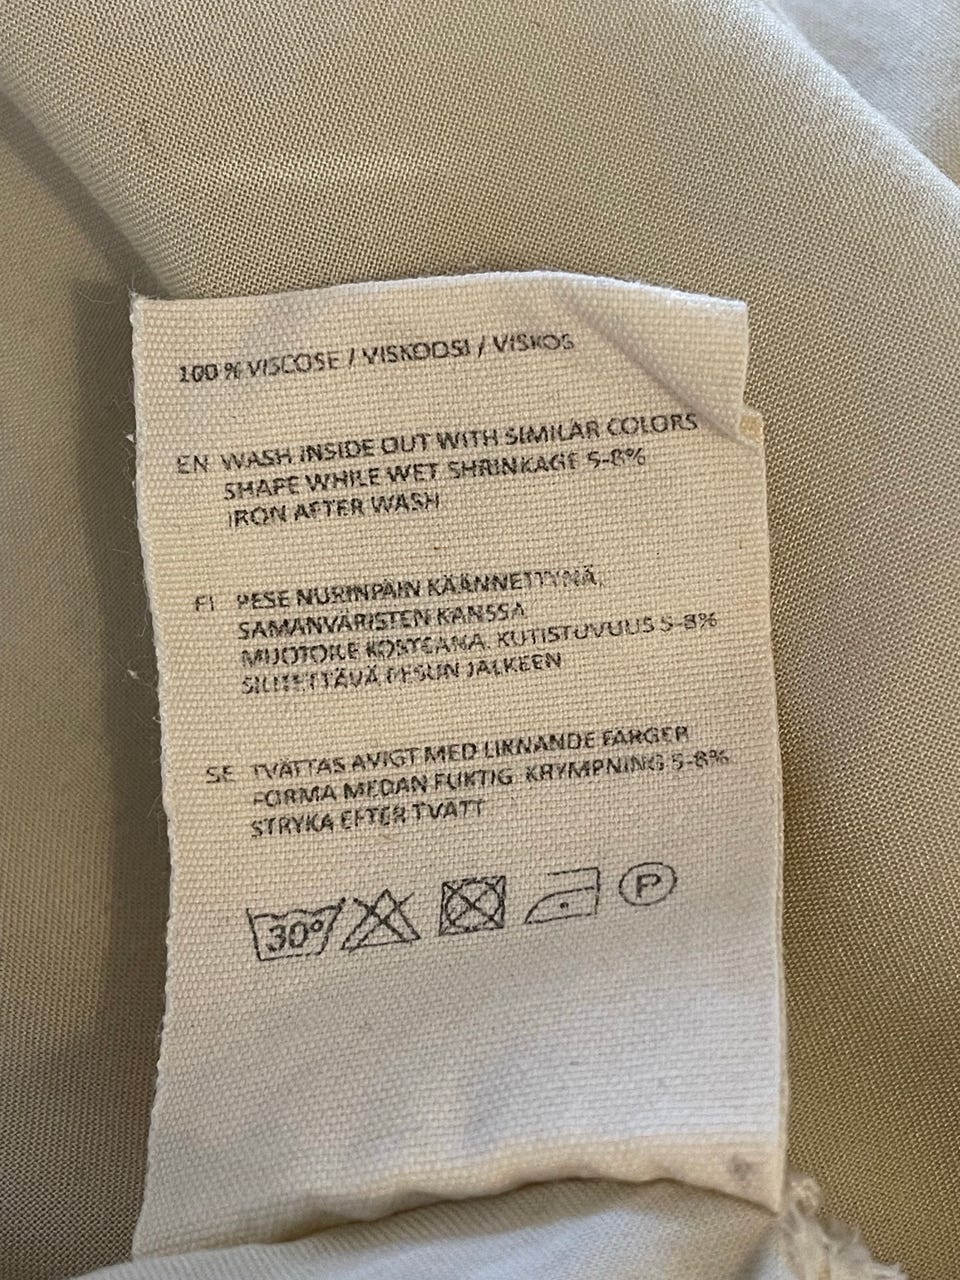 100 % VISCOSE / VISKOOSI / VISKOS
EN WASH INSIDE OUT WITH SIMILAR COLORS
SHAPE WHILE WET SHRINKAGE 5-8%
IRON AFTER WASH
FI PESE NURINPÄIN KÄÄNNETTYNÄ,
SAMANVÄRISTEN KANSSA
MUOTOILE KOSTEANA. KUTISTUVUUS 5-8%
SILITETTÄVÄ PESUN JÄLKEEN
SE TVÄTTAS AVIGT MED LIKNANDE FÄRGER
FORMA MEDAN FUKTIG KRYMPNING 5-8%
STRYKA EFTER TVÄTT
30° P